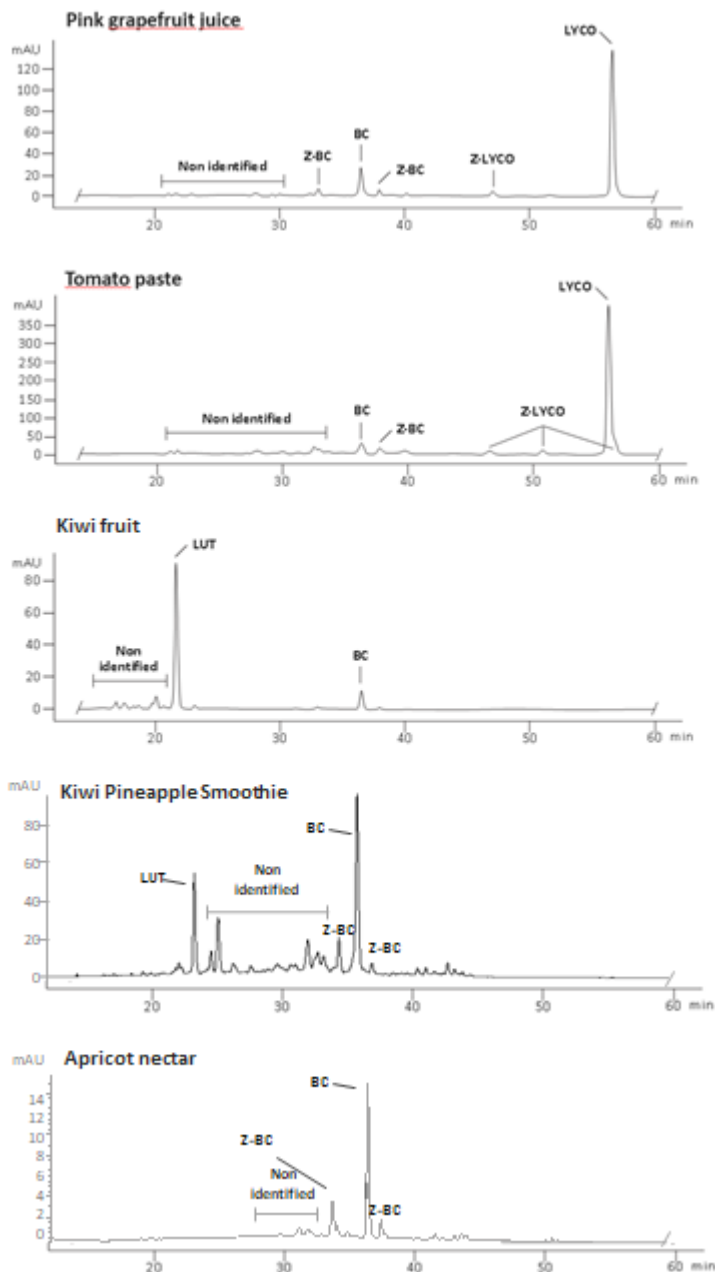 Pink grapefruit juice
mAU
LYCO
120
100
80
60
40
20
0
Non identified
Z-BC
BC
Z-BC
Z-LYCO
20
30
40
50
60 min
Tomato paste
mAU
LYCO
350
300
250
200
150
100
50
0
Non identified
BC
Z-BC
Z-LYCO
20
30
40
50
60 min
Kiwi fruit
mAU
LUT
80
60
40
20
0
Non
identified
BC
20
30
40
50
60 min
mAU
Kiwi Pineapple Smoothie
80
60
40
20
0
LUT
Non
identified
BC
Z-BC
Z-BC
20
30
40
50
60 min
mAU
Apricot nectar
14
12
10
8
6
4
2
0
BC
Z-BC
Non
identified
Z-BC
20
30
40
50
60 min